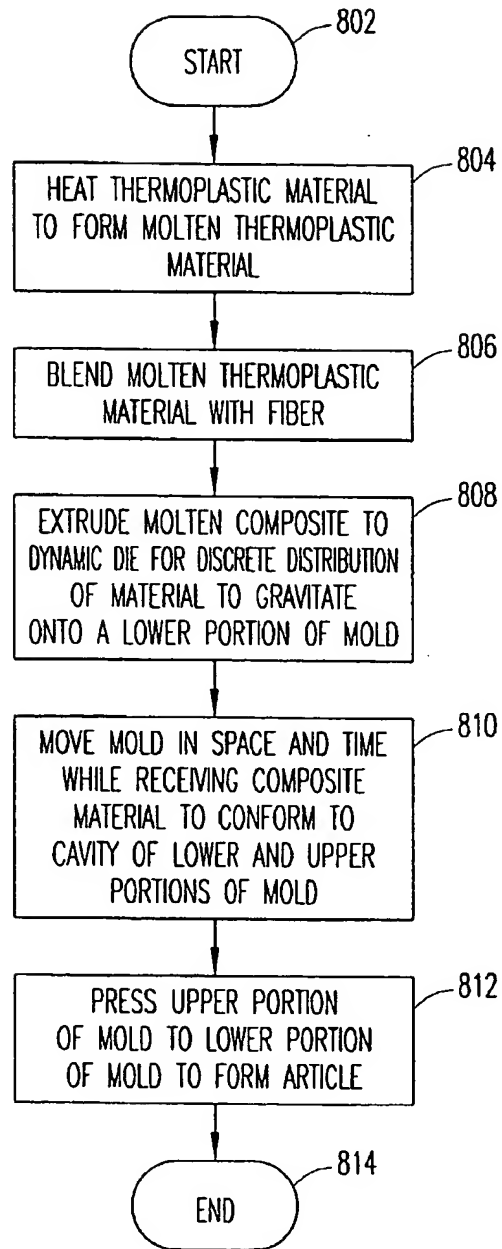 802
START
804
HEAT THERMOPLASTIC MATERIAL
TO FORM MOLTEN THERMOPLASTIC
MATERIAL
806
BLEND MOLTEN THERMOPLASTIC
MATERIAL WITH FIBER
808
EXTRUDE MOLTEN COMPOSITE TO
DYNAMIC DIE FOR DISCRETE DISTRIBUTION
OF MATERIAL TO GRAVITATE
ONTO A LOWER PORTION OF MOLD
810
MOVE MOLD IN SPACE AND TIME
WHILE RECEIVING COMPOSITE
MATERIAL TO CONFORM TO
CAVITY OF LOWER AND UPPER
PORTIONS OF MOLD
812
PRESS UPPER PORTION
OF MOLD TO LOWER PORTION
OF MOLD TO FORM ARTICLE
814
END